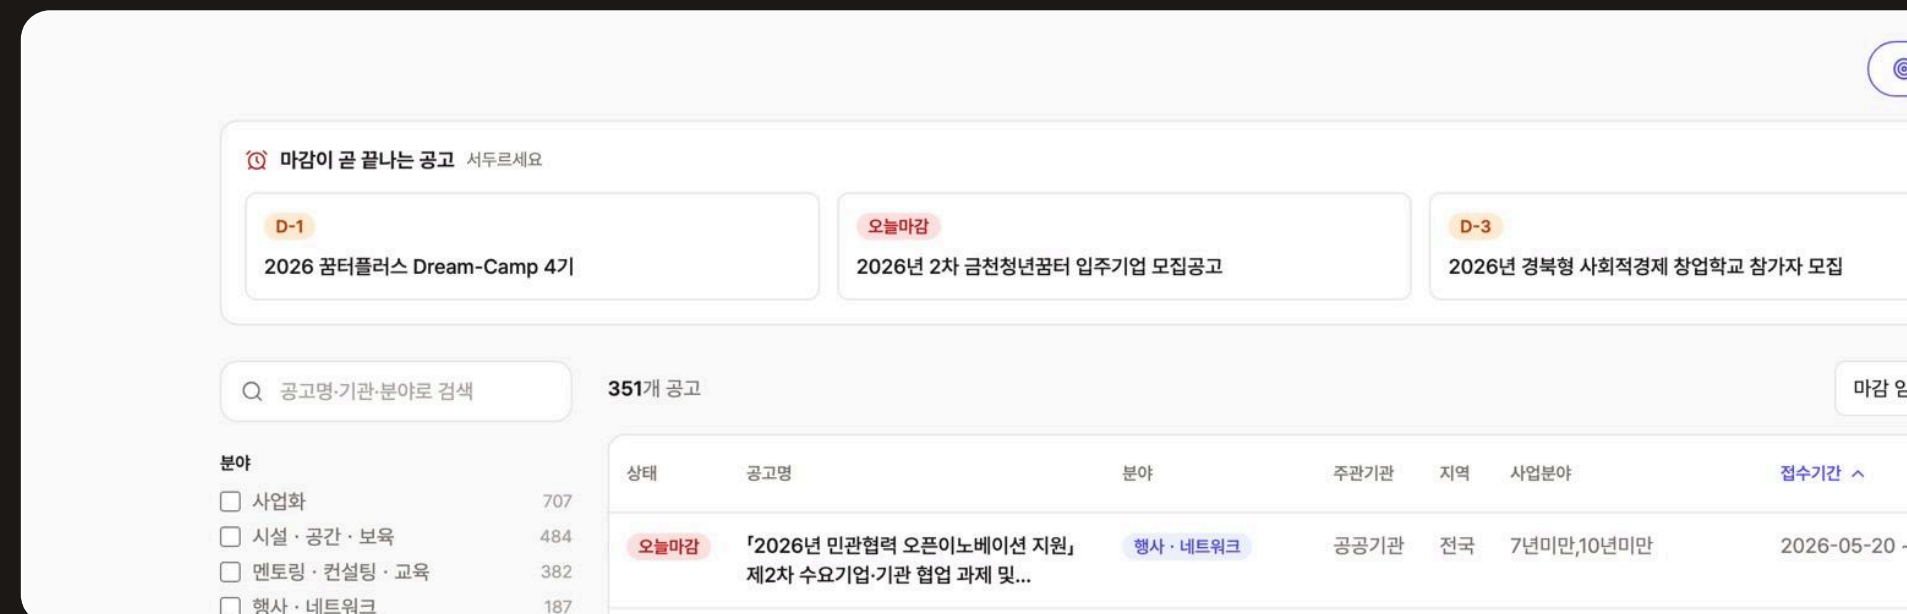 마감이 곧 끝나는 공고 서두르세요
D-1
2026 꿈터플러스 Dream-Camp 4기
오늘마감
2026년 2차 금천청년꿈터 입주기업 모집공고
D-3
2026년 경북형 사회적경제 창업학교 참가자 모집
공고명·기관·분야로 검색
351개 공고
마감 임
분야
사업화 707
시설 · 공간 · 보육 484
멘토링 · 컨설팅 · 교육 382
행사 · 네트워크 187
상태 공고명 분야 주관기관 지역 사업분야 접수기간
오늘마감
「2026년 민관협력 오픈이노베이션 지원」
제2차 수요기업·기관 협업 과제 및...
행사 · 네트워크
공공기관
전국
7년미만,10년미만
2026-05-20 ~